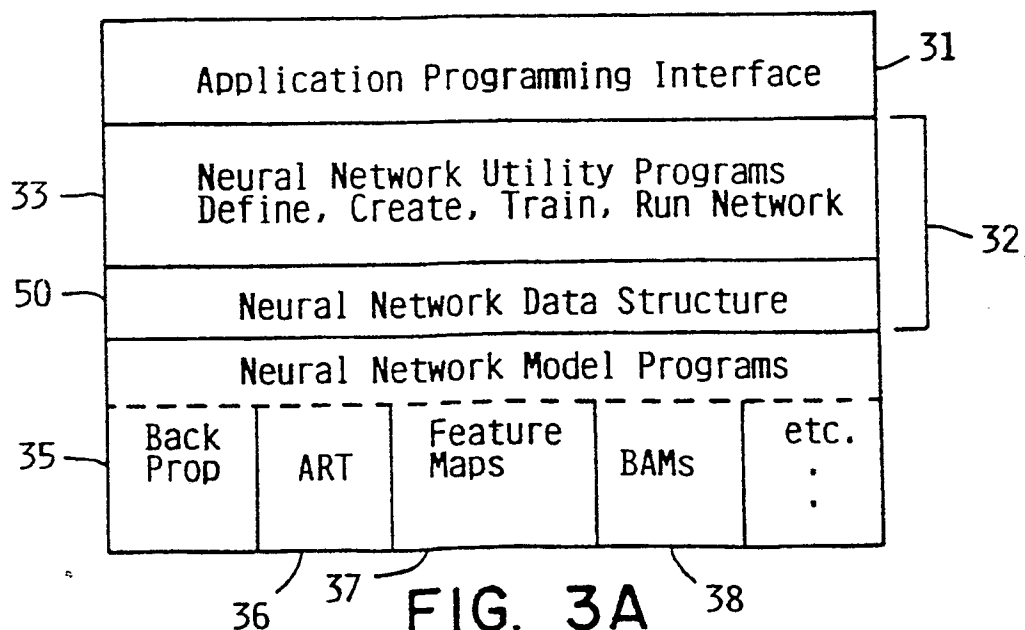 Application Programming Interface
31
Neural Network Utility Programs
Define, Create, Train, Run Network
33
32
50
Neural Network Data Structure
Neural Network Model Programs
35
Back
Prop
ART
Feature
Maps
BAMs
etc.
.
.
36
37
38
FIG. 3A